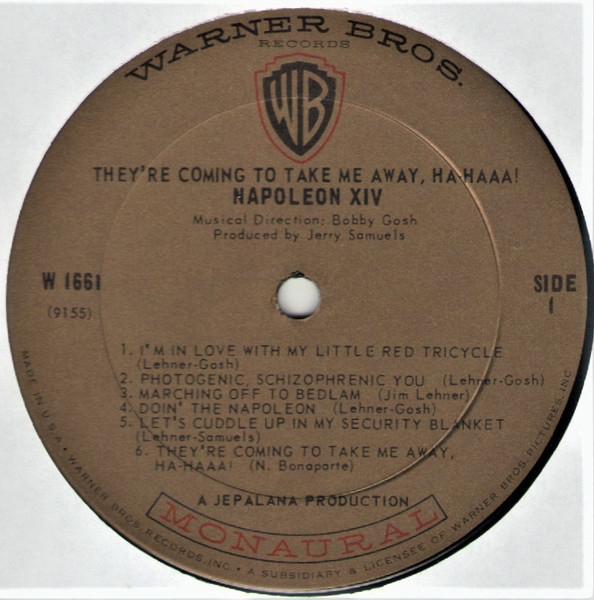 WARNER BROS.
RECORDS
WB
THEY'RE COMING TO TAKE ME AWAY, HA-HAAA!
NAPOLEON XIV
Musical Direction: Bobby Gosh
Produced by Jerry Samuels
W 1661
(9155)
SIDE
1
1. I'M IN LOVE WITH MY LITTLE RED TRICYCLE
(Lehner-Gosh)
2. PHOTOGENIC, SCHIZOPHRENIC YOU (Lehner-Gosh)
3. MARCHING OFF TO BEDLAM (Jim Lehner)
4. DOIN' THE NAPOLEON (Lehner-Gosh)
5. LET'S CUDDLE UP IN MY SECURITY BLANKET
(Lehner-Samuels)
6. THEY'RE COMING TO TAKE ME AWAY,
HA-HAAA! (N. Bonaparte)
A JEPALANA PRODUCTION
MONAURAL
MADE IN U.S.A. • WARNER BROS. RECORDS, INC. • A SUBSIDIARY & LICENSEE OF WARNER BROS. PICTURES, INC.